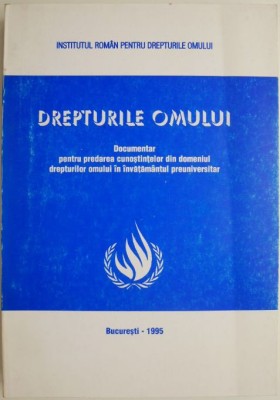 INSTITUTUL ROMÂN PENTRU DREPTURILE OMULUI
DREPTURILE OMULUI
Documentar
pentru predarea cunoştinţelor din domeniul
drepturilor omului în învăţământul preuniversitar
Bucureşti - 1995